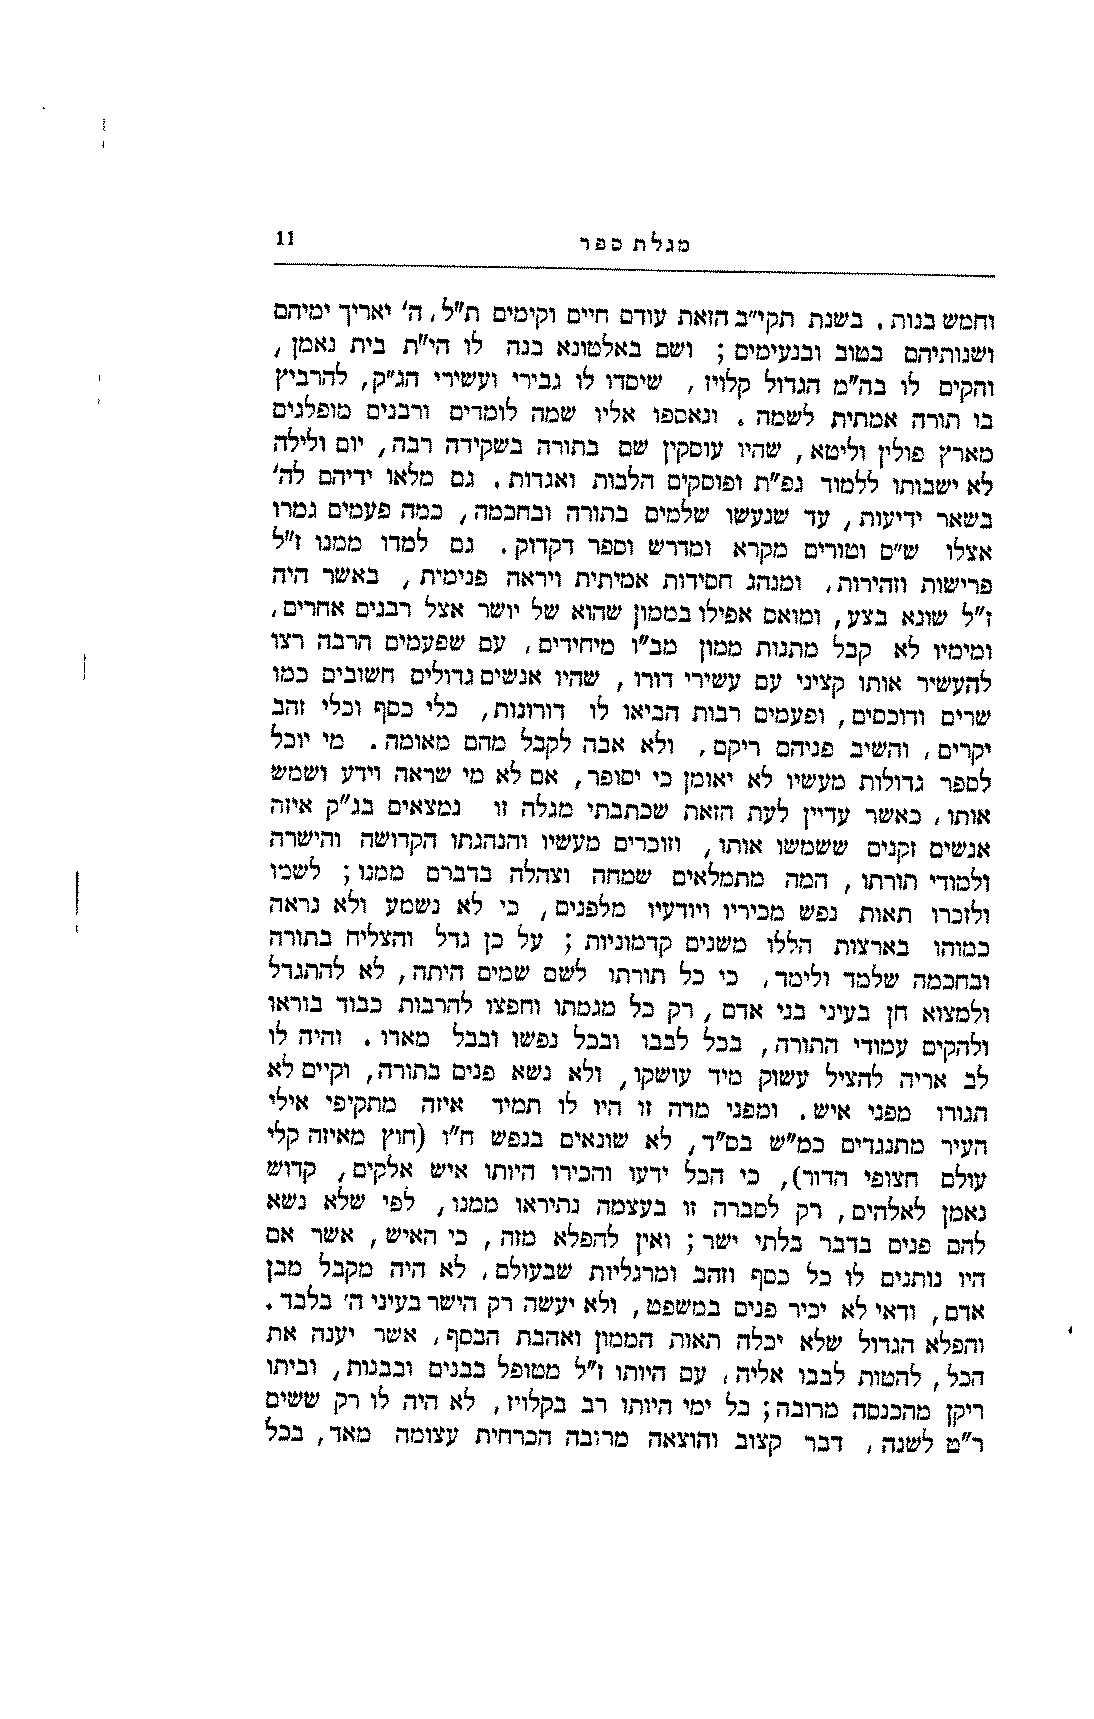 מגלת ספר 11
וחמש בנות. בשנת תקי״ב הזאת עודם חיים וקימים ת״ל, ה' יאריך ימיהם
ושנותיהם בטוב ובנעימים; ושם באלטונא בנה לו הי״ת בית נאמן,
והקים לו בה״מ הגדול קלויז, שיסדו לו גבירי ועשירי הג״ק, להרביץ
בו תורה אמתית לשמה. ונאספו אליו שמה לומדים ורבנים מופלגים
מארץ פולין וליטא, שהיו עוסקין שם בתורה בשקידה רבה, יום ולילה
לא ישבותו ללמוד גפ״ת ופוסקים הלכות ואגדות. גם מלאו ידיהם לה'
בשאר ידיעות, עד שנעשו שלמים בתורה ובחכמה, כמה פעמים גמרו
אצלו ש״ס וטורים מקרא ומדרש וספר דקדוק. גם למדו ממנו ז״ל
פרישות וזהירות, ומנהג חסידות אמיתית ויראה פנימית, באשר היה
ז״ל שונא בצע, ומואס אפילו בממון שהוא של יושר אצל רבנים אחרים,
ומימיו לא קבל מתנות ממון מב״ו מיחידים, עם שפעמים הרבה רצו
להעשיר אותו קציני עם עשירי דורו, שהיו אנשים גדולים חשובים כמו
שרים ודוכסים, ופעמים רבות הביאו לו דורונות, כלי כסף וכלי זהב
יקרים, והשיב פניהם ריקם, ולא אבה לקבל מהם מאומה. מי יוכל
לספר גדולות מעשיו לא יאומן כי יסופר, אם לא מי שראה וידע ושמש
אותו, כאשר עדיין לעת הזאת שכתבתי מגלה זו נמצאים בג״ק איזה
אנשים זקנים ששמשו אותו, וזוכרים מעשיו והנהגתו הקדושה והישרה
ולמודי תורתו, המה מתמלאים שמחה וצהלה בדברם ממנו; לשמו
ולזכרו תאות נפש מכיריו ויודעיו מלפנים, כי לא נשמע ולא נראה
כמוהו בארצות הללו משנים קדמוניות; על כן גדל והצליח בתורה
ובחכמה שלמד ולימד, כי כל תורתו לשם שמים היתה, לא להתגדל
ולמצוא חן בעיני בני אדם, רק כל מגמתו וחפצו להרבות כבוד בוראו
ולהקים עמודי התורה, בכל לבבו ובכל נפשו ובכל מאדו. והיה לו
לב אריה להציל עשוק מיד עושקו, ולא נשא פנים בתורה, וקיים לא
תגורו מפני איש. ומפני מדה זו היו לו תמיד איזה מתקיפי אילי
העיר מתנגדים כמ״ש בס״ד, לא שונאים בנפש ח״ו (חוץ מאיזה קלי
עולם חצופי הדור), כי הכל ידעו והכירו היותו איש אלקים, קדוש
נאמן לאלהים, רק לסברה זו בעצמה נתיראו ממנו, לפי שלא נשא
להם פנים בדבר בלתי ישר; ואין להפלא מזה, כי האיש, אשר אם
היו נותנים לו כל כסף וזהב ומרגליות שבעולם, לא היה מקבל מבן
אדם, ודאי לא יכיר פנים במשפט, ולא יעשה רק הישר בעיני ה' בלבד.
והפלא הגדול שלא יכלה תאות הממון ואהבת הכסף, אשר יענה את
הכל, להטות לבבו אליה, עם היותו ז״ל מטופל בבנים ובבנות, וביתו
ריקן מהכנסה מרובה; כל ימי היותו רב בקלויז, לא היה לו רק ששים
ר״ט לשנה, דבר קצוב והוצאה מרובה הכרחית עצומה מאד, בכל